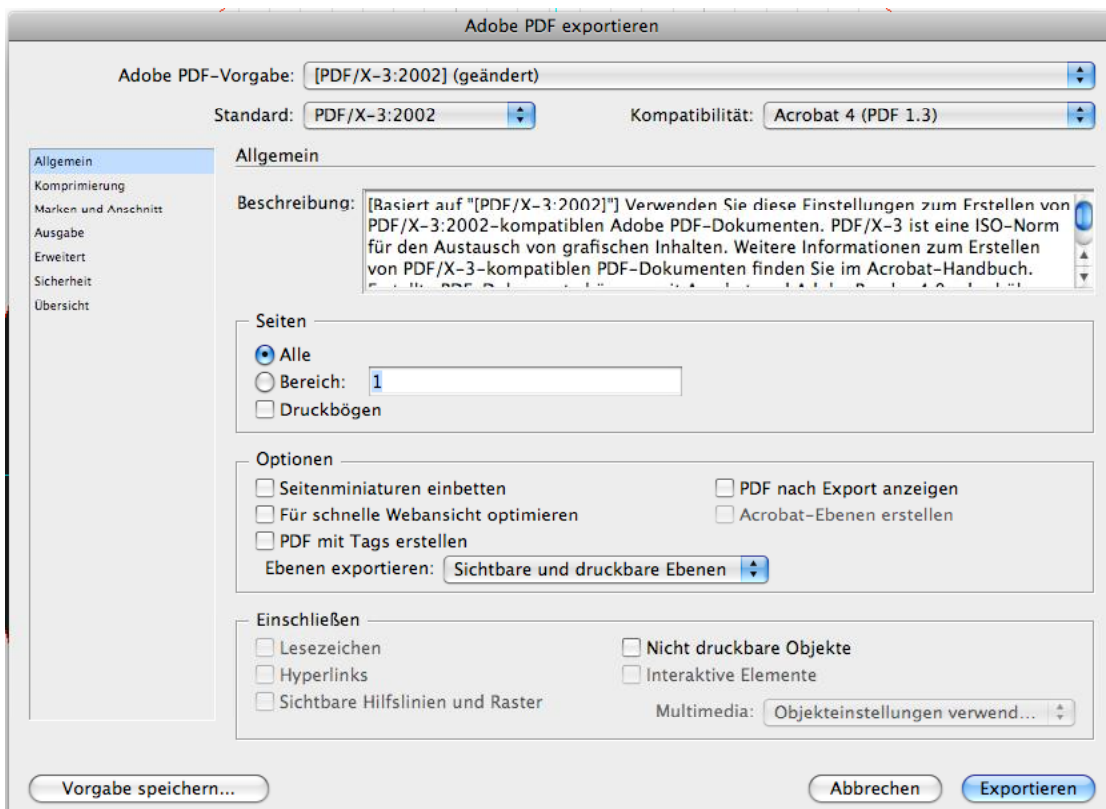 Adobe PDF exportieren
Adobe PDF-Vorgabe: [PDF/X-3:2002] (geändert)
Standard: PDF/X-3:2002 Kompatibilität: Acrobat 4 (PDF 1.3)
Allgemein
Komprimierung
Marken und Anschnitt
Ausgabe
Erweitert
Sicherheit
Übersicht
Allgemein
Beschreibung: [Basiert auf "[PDF/X-3:2002]"] Verwenden Sie diese Einstellungen zum Erstellen von
PDF/X-3:2002-kompatiblen Adobe PDF-Dokumenten. PDF/X-3 ist eine ISO-Norm
für den Austausch von grafischen Inhalten. Weitere Informationen zum Erstellen
von PDF/X-3-kompatiblen PDF-Dokumenten finden Sie im Acrobat-Handbuch.
Seiten
Alle
Bereich: 1
Druckbögen
Optionen
Seitenminiaturen einbetten PDF nach Export anzeigen
Für schnelle Webansicht optimieren Acrobat-Ebenen erstellen
PDF mit Tags erstellen
Ebenen exportieren: Sichtbare und druckbare Ebenen
Einschließen
Lesezeichen Nicht druckbare Objekte
Hyperlinks Interaktive Elemente
Sichtbare Hilfslinien und Raster Multimedia: Objekteinstellungen verwend...
Vorgabe speichern... Abbrechen Exportieren